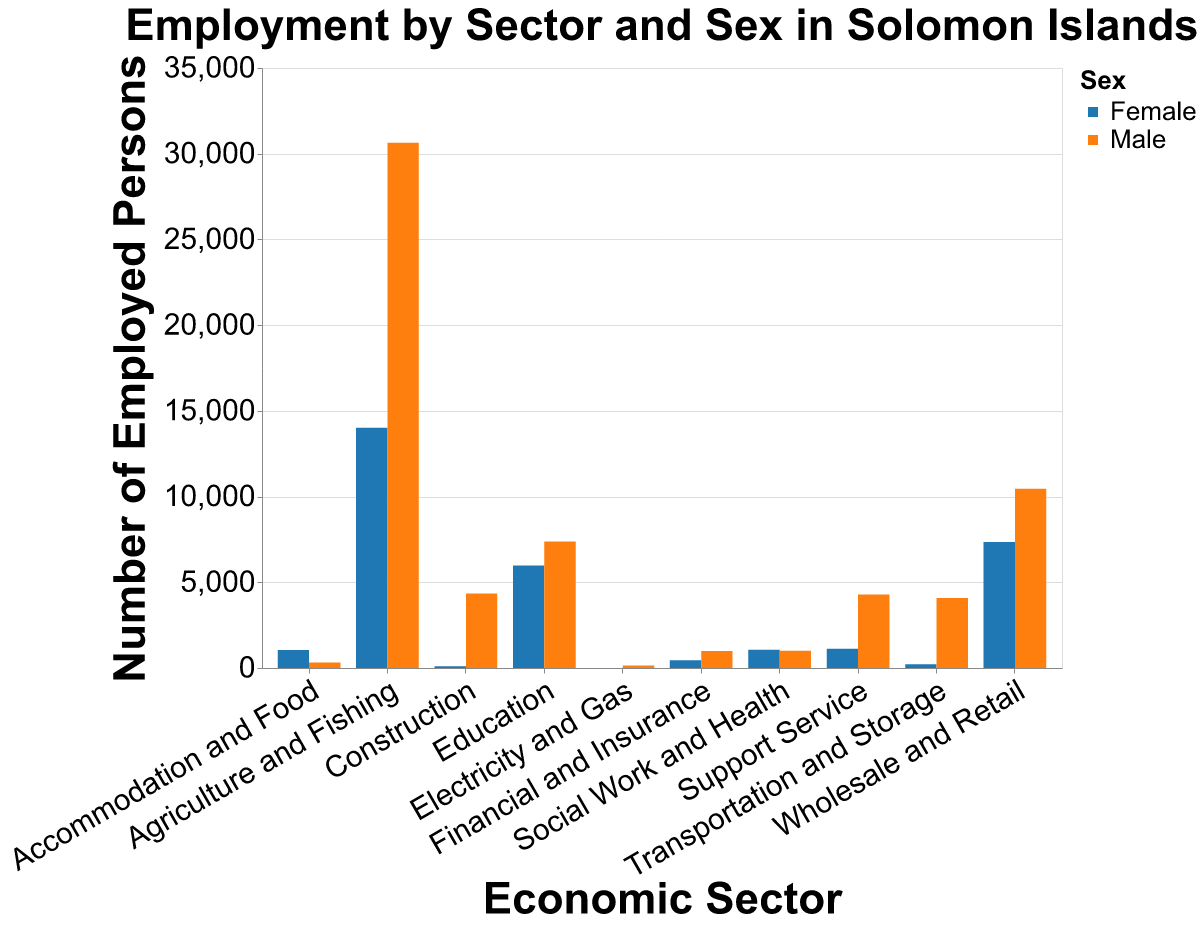 Employment by Sector and Sex in Solomon Islands
Number of Employed Persons
35,000
30,000
25,000
20,000
15,000
10,000
5,000
0
Sex
Female
Male
Accommodation and Food
Agriculture and Fishing
Construction
Education
Electricity and Gas
Financial and Insurance
Social Work and Health
Support Service
Transportation and Storage
Wholesale and Retail
Economic Sector